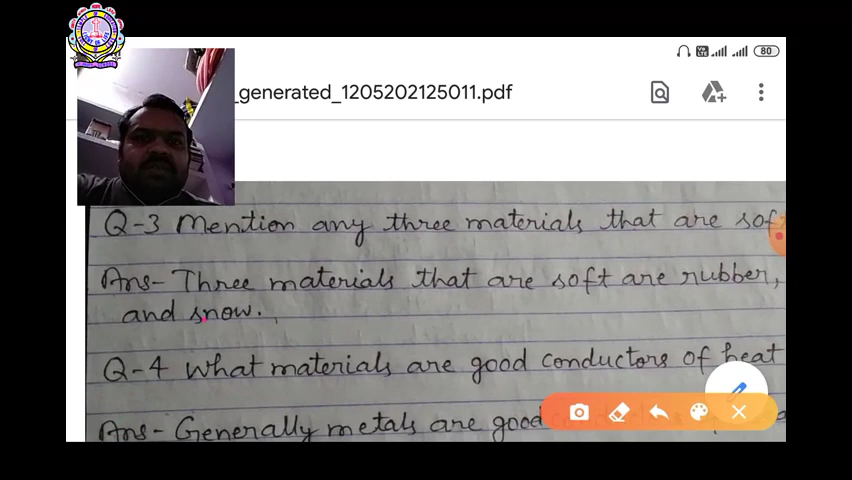 80
_generated_1205202125011.pdf
Q-3 Mention any three materials that are sof
Ans- Three materials that are soft are rubber,
and snow.
Q-4 What materials are good conductors of heat
Ans- Generally metals are good